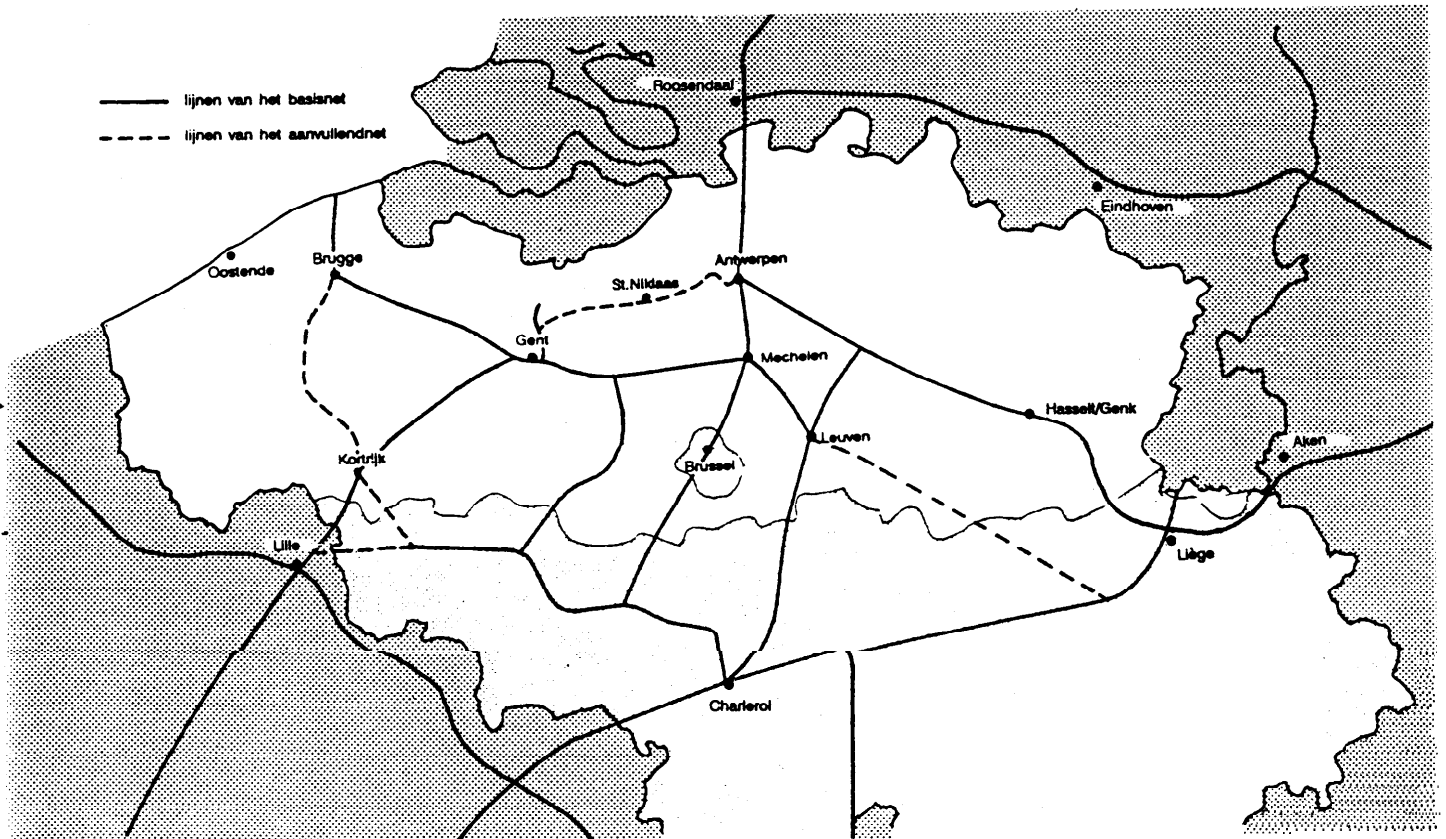 Roosendaal
lijnen van het basisnet
lijnen van het aanvullendnet
Eindhoven
Oostende
Brugge
Antwerpen
St.Niklaas
Gent
Mechelen
Hasselt/Genk
Leuven
Aken
Kortrijk
Brussel
Lille
Liège
Charleroi